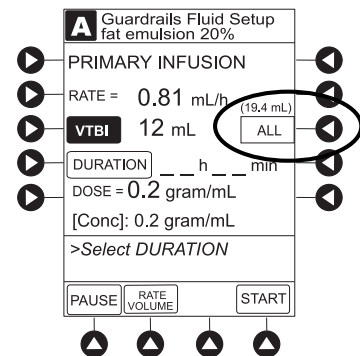 A Guardrails Fluid Setup
fat emulsion 20%
PRIMARY INFUSION
RATE = 0.81 mL/h
(19.4 mL)
VTBI 12 mL ALL
DURATION _ _ h _ _ min
DOSE = 0.2 gram/mL
[Conc]: 0.2 gram/mL
>Select DURATION
PAUSE RATE VOLUME START